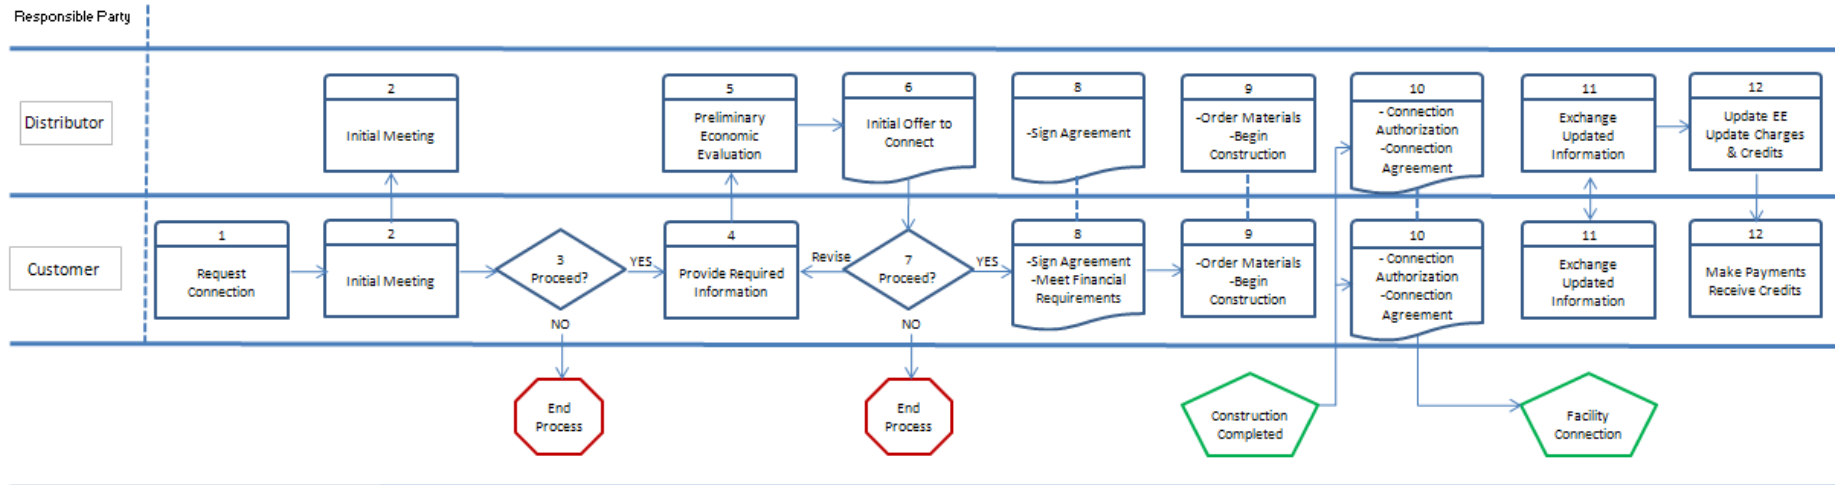 Responsible Party
Distributor
2
Initial Meeting
5
Preliminary
Economic
Evaluation
6
Initial Offer to
Connect
8
-Sign Agreement
9
-Order Materials
-Begin
Construction
10
- Connection
Authorization
-Connection
Agreement
11
Exchange
Updated
Information
12
Update EE
Update Charges
& Credits
Customer
1
Request
Connection
2
Initial Meeting
3
Proceed?
YES
NO
4
Provide Required
Information
Revise
7
Proceed?
YES
NO
8
-Sign Agreement
-Meet Financial
Requirements
9
-Order Materials
-Begin
Construction
10
- Connection
Authorization
-Connection
Agreement
11
Exchange
Updated
Information
12
Make Payments
Receive Credits
End
Process
End
Process
Construction
Completed
Facility
Connection